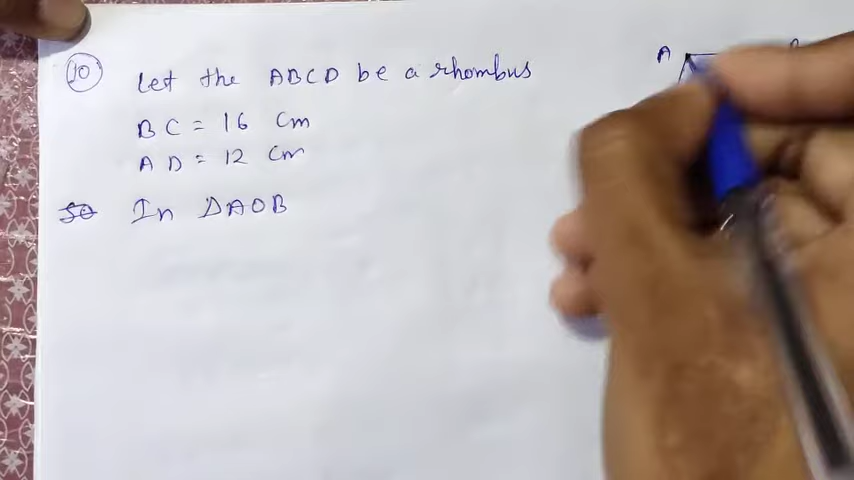 10 Let the ABCD be a rhombus
BC = 16 Cm
AD = 12 Cm
In ΔAOB
A